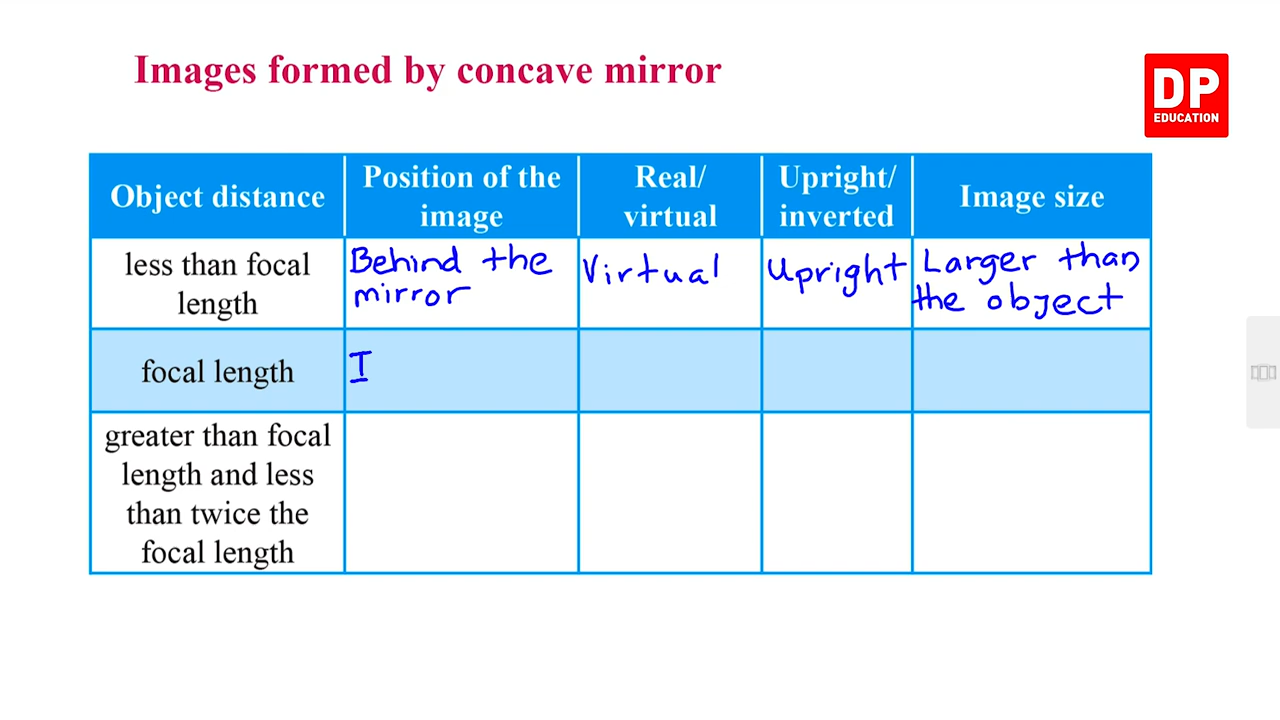 Images formed by concave mirror
DP
EDUCATION
Object distance
Position of the
image
Real/
virtual
Upright/
inverted
Image size
less than focal
length
Behind the
mirror
Virtual
Upright
Larger than
the object
focal length
I
greater than focal
length and less
than twice the
focal length